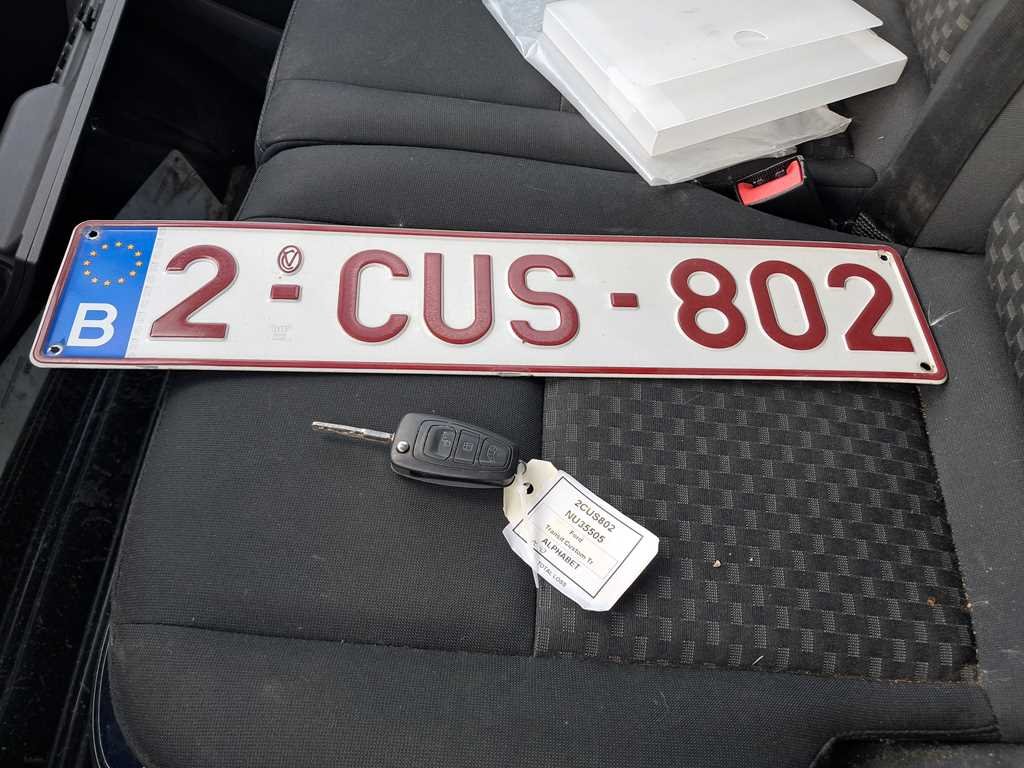 B 2-CUS-802
2CUS802
NU35505
Ford
Transit Custom Tr
ALPHABET
TOTAL LOSS